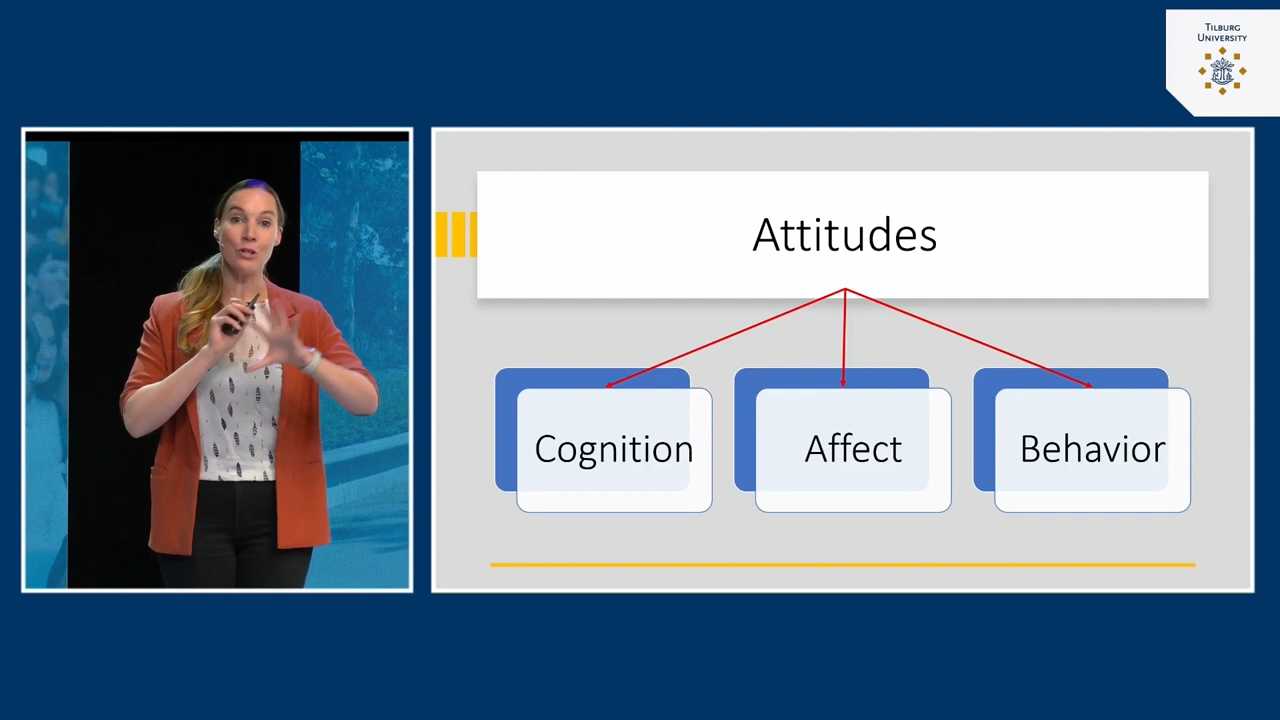 TILBURG
UNIVERSITY
Attitudes
Cognition
Affect
Behavior